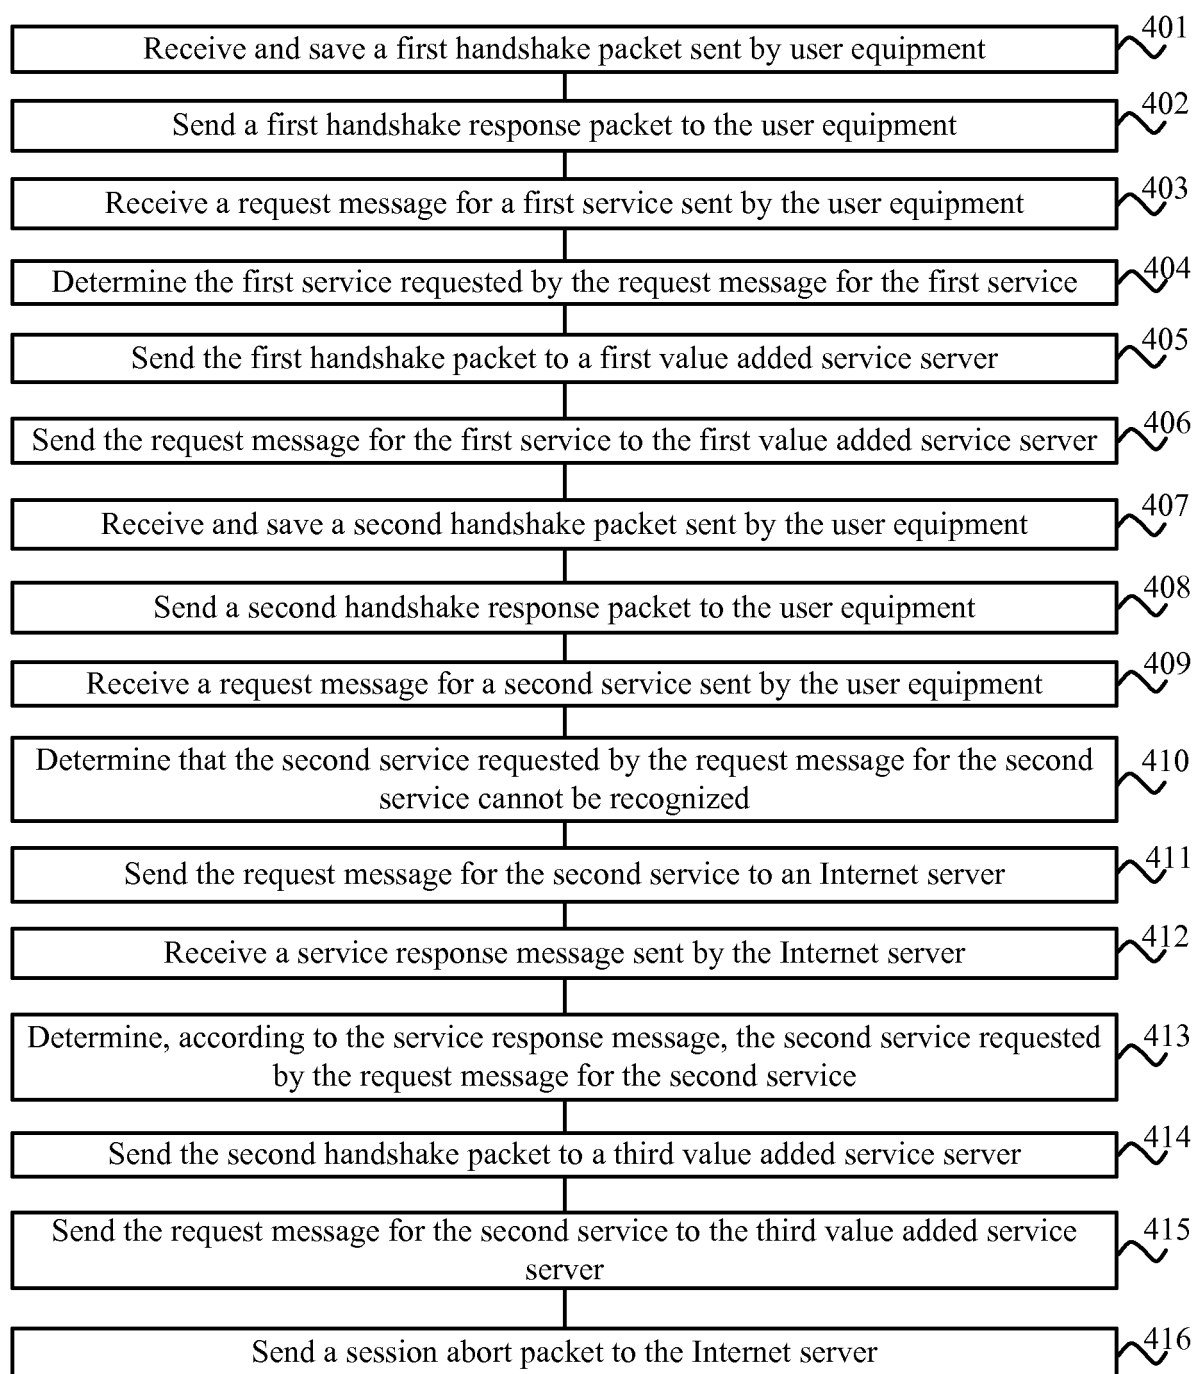 401
Receive and save a first handshake packet sent by user equipment
402
Send a first handshake response packet to the user equipment
403
Receive a request message for a first service sent by the user equipment
404
Determine the first service requested by the request message for the first service
405
Send the first handshake packet to a first value added service server
406
Send the request message for the first service to the first value added service server
407
Receive and save a second handshake packet sent by the user equipment
408
Send a second handshake response packet to the user equipment
409
Receive a request message for a second service sent by the user equipment
410
Determine that the second service requested by the request message for the second
service cannot be recognized
411
Send the request message for the second service to an Internet server
412
Receive a service response message sent by the Internet server
413
Determine, according to the service response message, the second service requested
by the request message for the second service
414
Send the second handshake packet to a third value added service server
415
Send the request message for the second service to the third value added service
server
416
Send a session abort packet to the Internet server